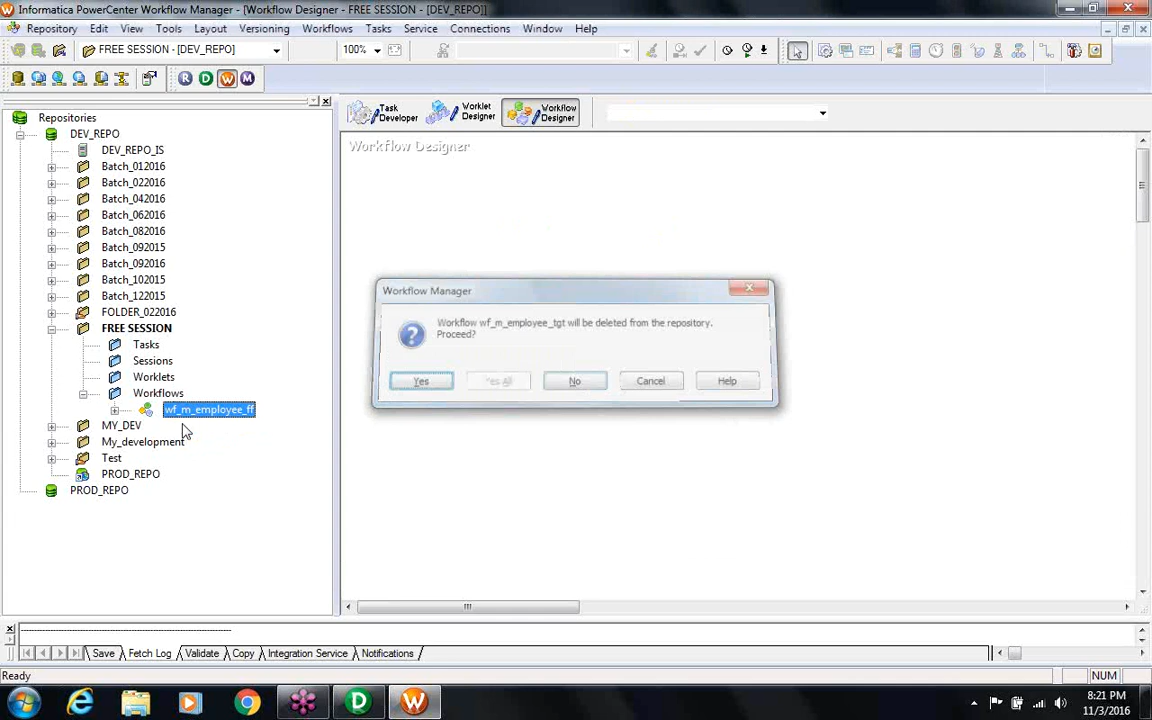 Informatica PowerCenter Workflow Manager - [Workflow Designer - FREE SESSION - [DEV_REPO]]
Repository Edit View Tools Layout Versioning Workflows Tasks Service Connections Window Help
FREE SESSION - [DEV_REPO] 100%
R D W M
Task Developer Worklet Designer Workflow Designer
Workflow Designer
Repositories
DEV_REPO
DEV_REPO_IS
Batch_012016
Batch_022016
Batch_042016
Batch_062016
Batch_082016
Batch_092015
Batch_092016
Batch_102015
Batch_122015
FOLDER_022016
FREE SESSION
Tasks
Sessions
Worklets
Workflows
wf_m_employee_ff
MY_DEV
My_development
Test
PROD_REPO
PROD_REPO
Workflow Manager
Workflow wf_m_employee_tgt will be deleted from the repository.
Proceed?
Yes Yes All No Cancel Help
Save Fetch Log Validate Copy Integration Service Notifications
Ready NUM
8:21 PM
11/3/2016